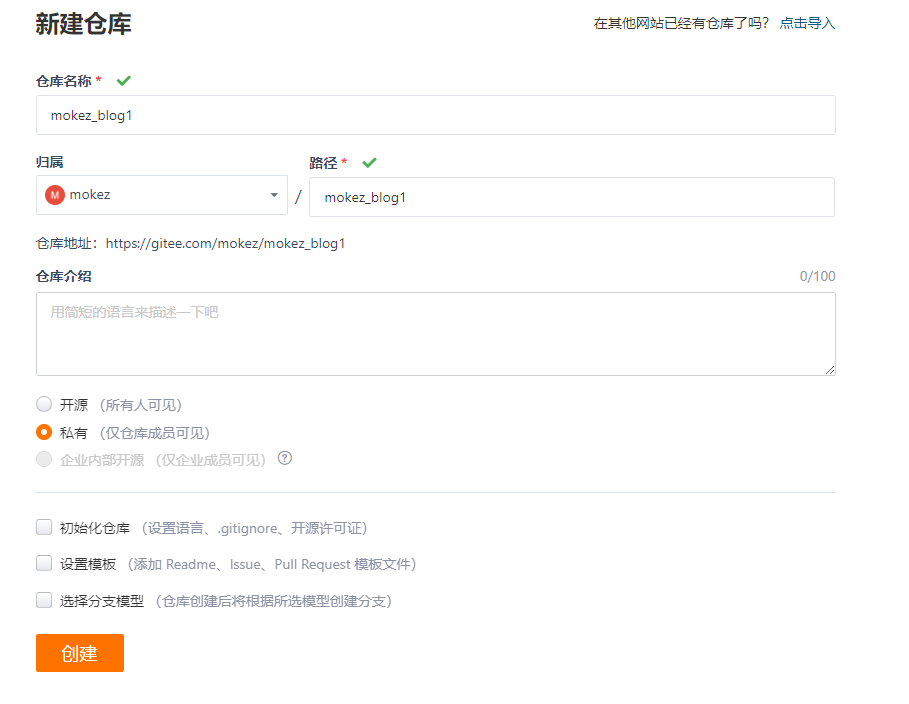 新建仓库
在其他网站已经有仓库了吗? 点击导入
仓库名称 *
mokez_blog1
归属
路径 *
M mokez / mokez_blog1
仓库地址：https://gitee.com/mokez/mokez_blog1
仓库介绍 0/100
用简短的语言来描述一下吧
开源（所有人可见）
私有（仅仓库成员可见）
企业内部开源（仅企业成员可见） ?
初始化仓库（设置语言、.gitignore、开源许可证）
设置模板（添加 Readme、Issue、Pull Request 模板文件）
选择分支模型（仓库创建后将根据所选模型创建分支）
创建